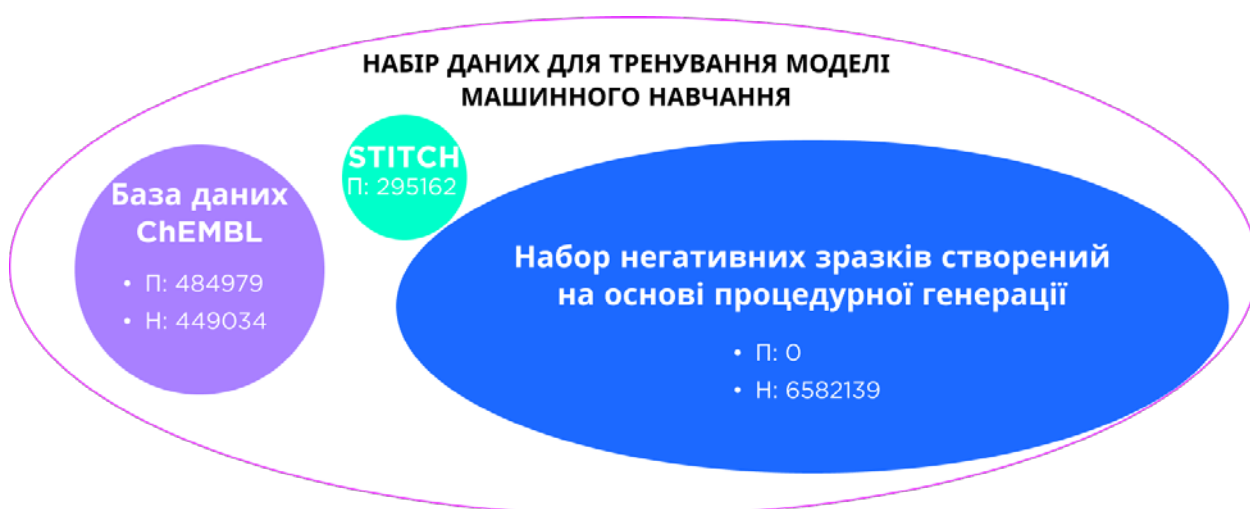 НАБІР ДАНИХ ДЛЯ ТРЕНУВАННЯ МОДЕЛІ
МАШИННОГО НАВЧАННЯ
STITCH
П: 295162
База даних
ChEMBL
• П: 484979
• Н: 449034
Набор негативних зразків створений
на основі процедурної генерації
• П: 0
• Н: 6582139